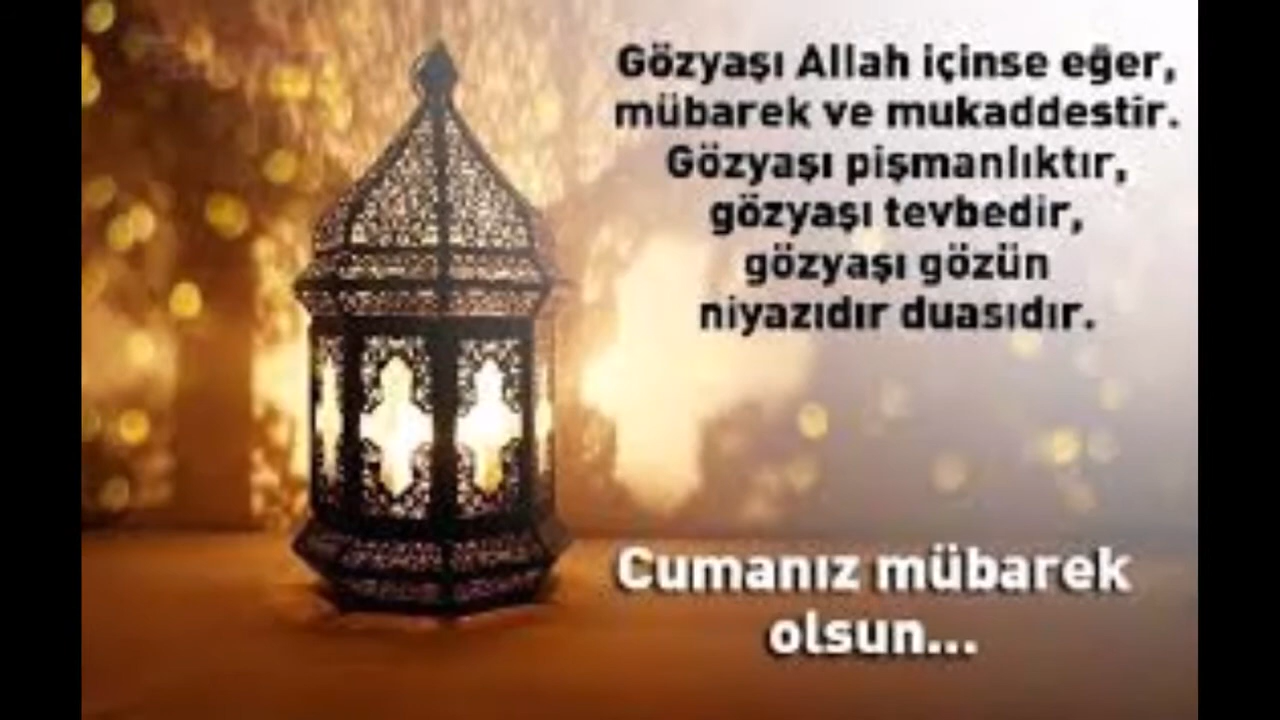 Gözyaşı Allah içinse eğer,
mübarek ve mukaddestir.
Gözyaşı pişmanlıktır,
gözyaşı tevbedir,
gözyaşı gözün
niyazıdır duasıdır.
Cumanız mübarek
olsun...